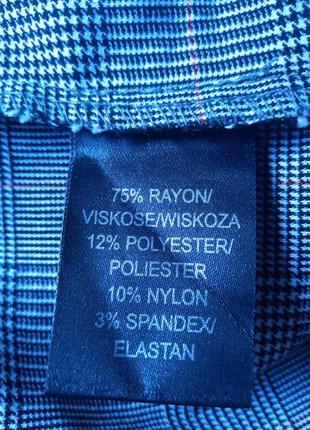 75% RAYON/
VISKOSE/WISKOZA
12% POLYESTER/
POLIESTER
10% NYLON
3% SPANDEX/
ELASTAN